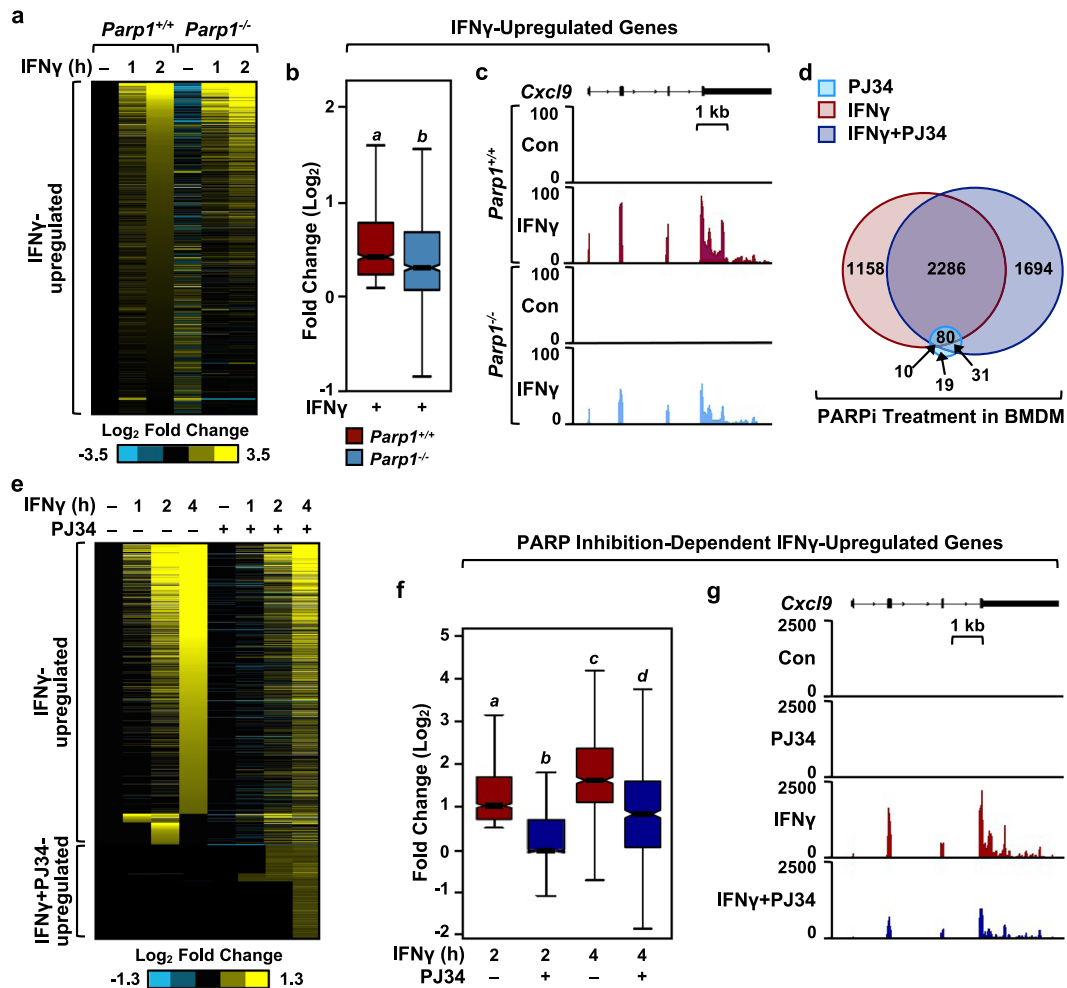 a
Parp1+/+ Parp1-/-
IFNγ (h) – 1 2 – 1 2
IFNγ-upregulated
Log2 Fold Change
-3.5 3.5
IFNγ-Upregulated Genes
b
Fold Change (Log2)
2
1
0
-1
a b
IFNγ + +
Parp1+/+
Parp1-/-
c
Cxcl9
1 kb
Parp1+/+
100
Con
0
100
IFNγ
0
Parp1-/-
100
Con
0
100
IFNγ
0
d
PJ34
IFNγ
IFNγ+PJ34
1158 2286 1694
80
10 19 31
PARPi Treatment in BMDM
e
IFNγ (h) – 1 2 4 – 1 2 4
PJ34 – – – – + + + +
IFNγ-upregulated
IFNγ+PJ34-upregulated
Log2 Fold Change
-1.3 1.3
PARP Inhibition-Dependent IFNγ-Upregulated Genes
f
Fold Change (Log2)
5
4
3
2
1
0
-1
-2
a b c d
IFNγ (h) 2 2 4 4
PJ34 – + – +
g
Cxcl9
1 kb
2500
Con
0
2500
PJ34
0
2500
IFNγ
0
2500
IFNγ+PJ34
0